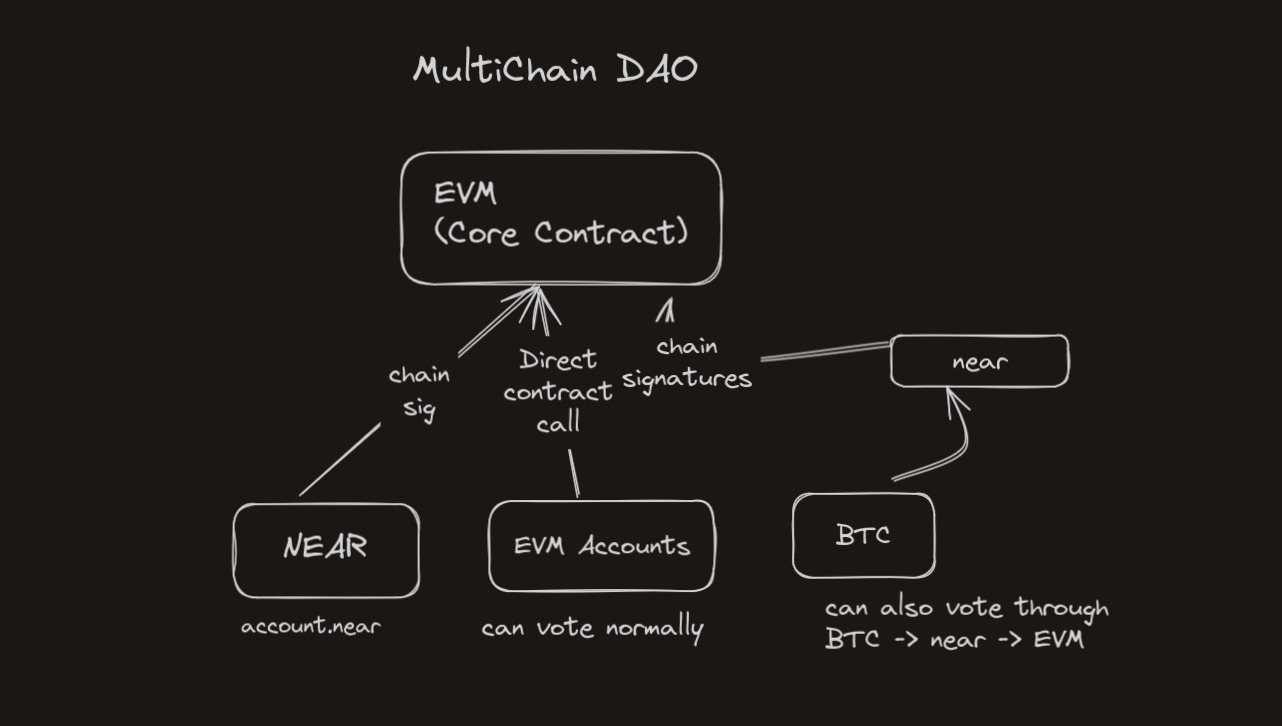 MultiChain DAO
EVM
(Core Contract)
chain
sig
Direct
contract
call
chain
signatures
near
NEAR
EVM Accounts
BTC
account.near
can vote normally
can also vote through
BTC -> near -> EVM